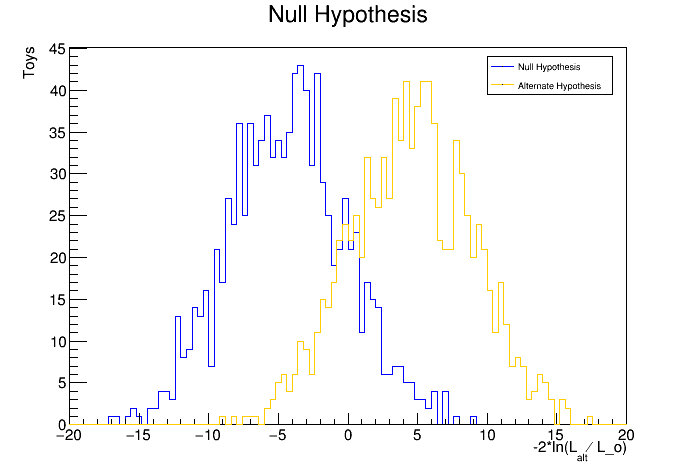 Null Hypothesis
Toys
45
40
35
30
25
20
15
10
5
0
Null Hypothesis
Alternate Hypothesis
−20 −15 −10 −5 0 5 10 15 20
-2*ln(L_alt / L_o)